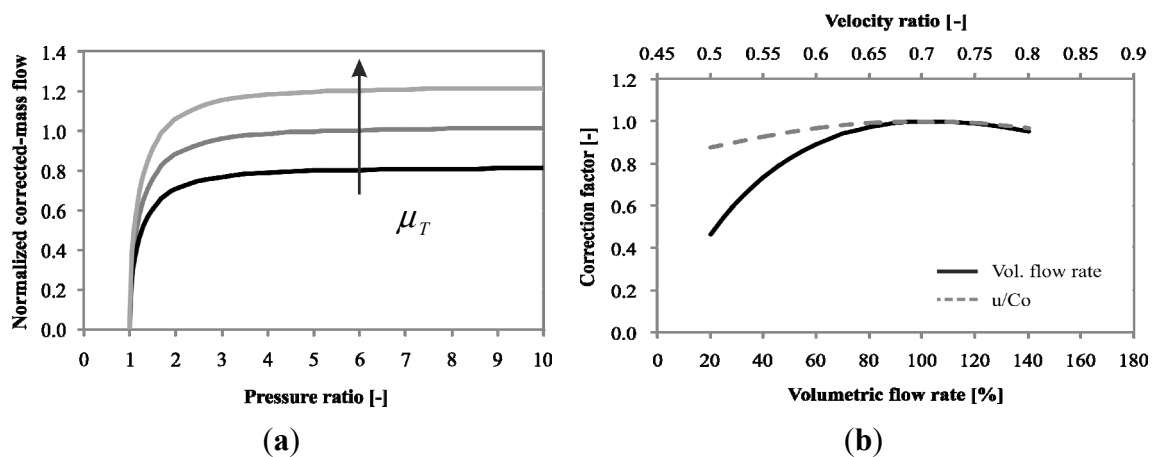 Normalized corrected-mass flow
1.4
1.2
1.0
0.8
0.6
0.4
0.2
0.0
μT
0 1 2 3 4 5 6 7 8 9 10
Pressure ratio [-]
(a)
Velocity ratio [-]
0.45 0.5 0.55 0.6 0.65 0.7 0.75 0.8 0.85 0.9
Correction factor [-]
1.2
1.0
0.8
0.6
0.4
0.2
0.0
Vol. flow rate
u/Co
0 20 40 60 80 100 120 140 160 180
Volumetric flow rate [%]
(b)